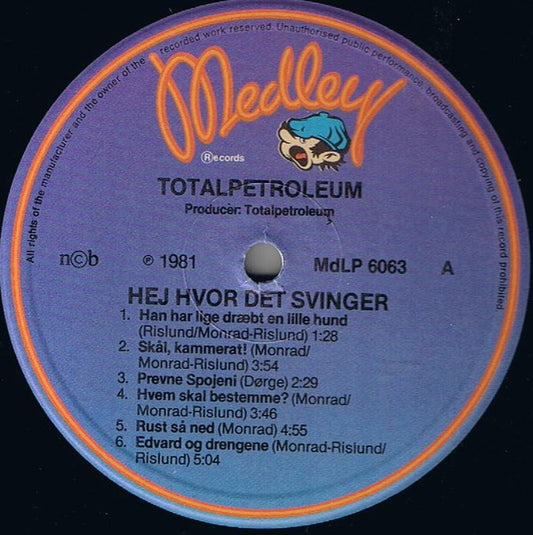 All rights of the manufacturer and the owner of the recorded work reserved. Unauthorised public performance, broadcasting and copying of this record prohibited
Medley
Ⓡecords
TOTALPETROLEUM
Producer: Totalpetroleum
n©b
℗ 1981
MdLP 6063 A
HEJ HVOR DET SVINGER
1. Han har lige dræbt en lille hund
(Rislund/Monrad-Rislund) 1:28
2. Skål, kammerat! (Monrad/
Monrad-Rislund) 3:54
3. Prevne Spojeni (Dørge) 2:29
4. Hvem skal bestemme? (Monrad/
Monrad-Rislund) 3:46
5. Rust så ned (Monrad) 4:55
6. Edvard og drengene (Monrad-Rislund/
Rislund) 5:04